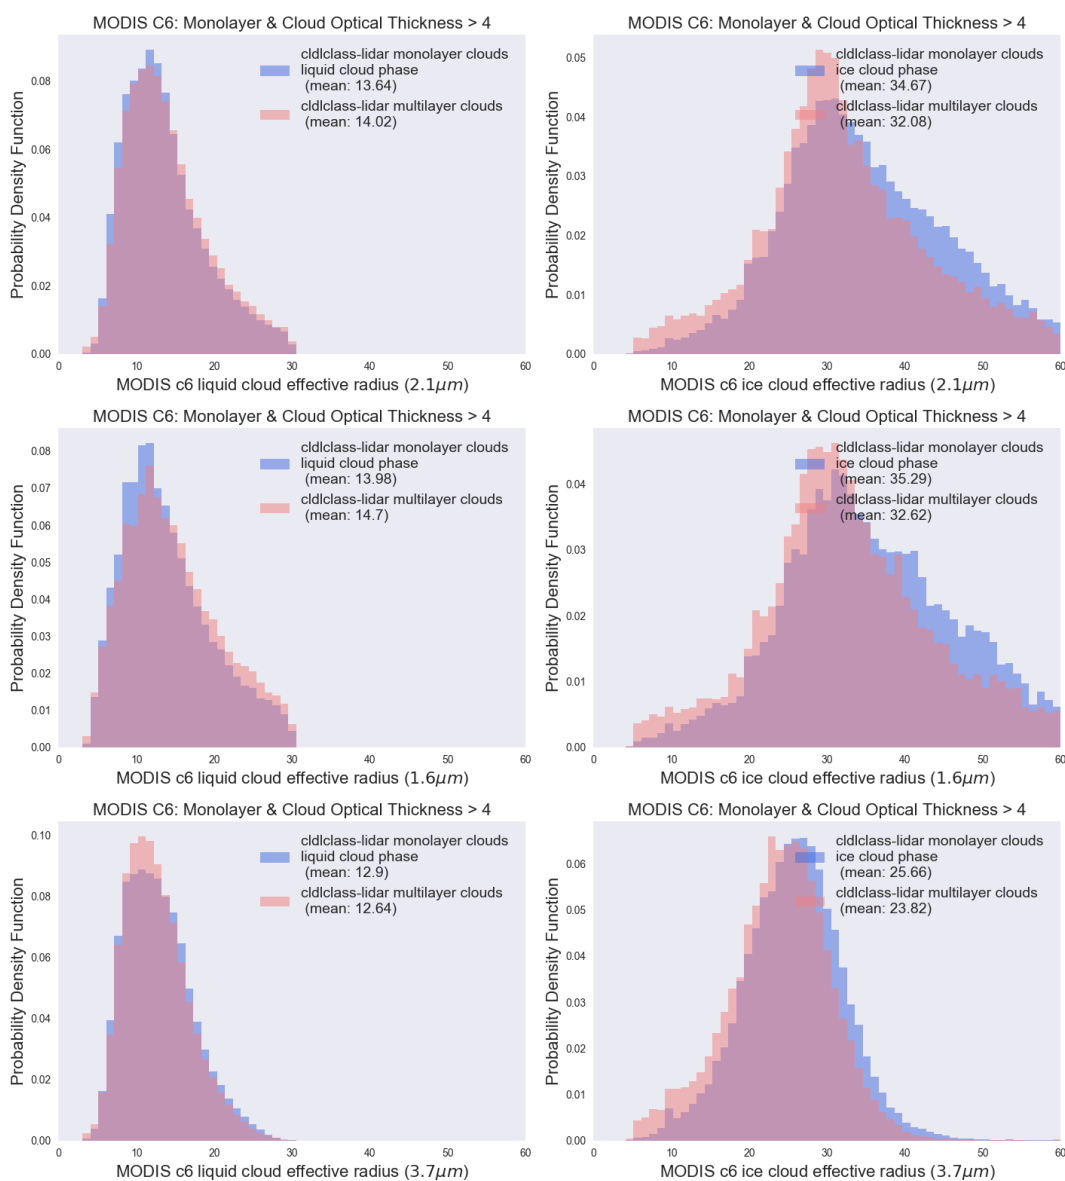 MODIS C6: Monolayer & Cloud Optical Thickness > 4
cldlclass-lidar monolayer clouds
liquid cloud phase
(mean: 13.64)
cldlclass-lidar multilayer clouds
(mean: 14.02)
Probability Density Function
0.08
0.06
0.04
0.02
0.00
0 10 20 30 40 50 60
MODIS c6 liquid cloud effective radius (2.1μm)
MODIS C6: Monolayer & Cloud Optical Thickness > 4
cldlclass-lidar monolayer clouds
ice cloud phase
(mean: 34.67)
cldlclass-lidar multilayer clouds
(mean: 32.08)
Probability Density Function
0.05
0.04
0.03
0.02
0.01
0.00
0 10 20 30 40 50 60
MODIS c6 ice cloud effective radius (2.1μm)
MODIS C6: Monolayer & Cloud Optical Thickness > 4
cldlclass-lidar monolayer clouds
liquid cloud phase
(mean: 13.98)
cldlclass-lidar multilayer clouds
(mean: 14.7)
Probability Density Function
0.08
0.07
0.06
0.05
0.04
0.03
0.02
0.01
0.00
0 10 20 30 40 50 60
MODIS c6 liquid cloud effective radius (1.6μm)
MODIS C6: Monolayer & Cloud Optical Thickness > 4
cldlclass-lidar monolayer clouds
ice cloud phase
(mean: 35.29)
cldlclass-lidar multilayer clouds
(mean: 32.62)
Probability Density Function
0.04
0.03
0.02
0.01
0.00
0 10 20 30 40 50 60
MODIS c6 ice cloud effective radius (1.6μm)
MODIS C6: Monolayer & Cloud Optical Thickness > 4
cldlclass-lidar monolayer clouds
liquid cloud phase
(mean: 12.9)
cldlclass-lidar multilayer clouds
(mean: 12.64)
Probability Density Function
0.10
0.08
0.06
0.04
0.02
0.00
0 10 20 30 40 50 60
MODIS c6 liquid cloud effective radius (3.7μm)
MODIS C6: Monolayer & Cloud Optical Thickness > 4
cldlclass-lidar monolayer clouds
ice cloud phase
(mean: 25.66)
cldlclass-lidar multilayer clouds
(mean: 23.82)
Probability Density Function
0.06
0.05
0.04
0.03
0.02
0.01
0.00
0 10 20 30 40 50 60
MODIS c6 ice cloud effective radius (3.7μm)